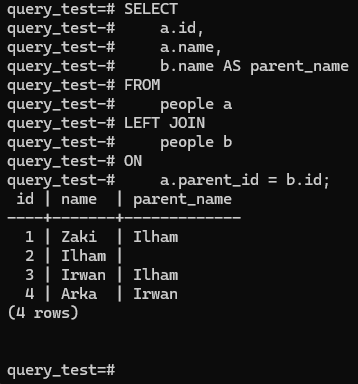 query_test=# SELECT
query_test-#     a.id,
query_test-#     a.name,
query_test-#     b.name AS parent_name
query_test-# FROM
query_test-#     people a
query_test-# LEFT JOIN
query_test-#     people b
query_test-# ON
query_test-#     a.parent_id = b.id;
 id | name  | parent_name
----+-------+-------------
  1 | Zaki  | Ilham
  2 | Ilham |
  3 | Irwan | Ilham
  4 | Arka  | Irwan
(4 rows)
query_test=#